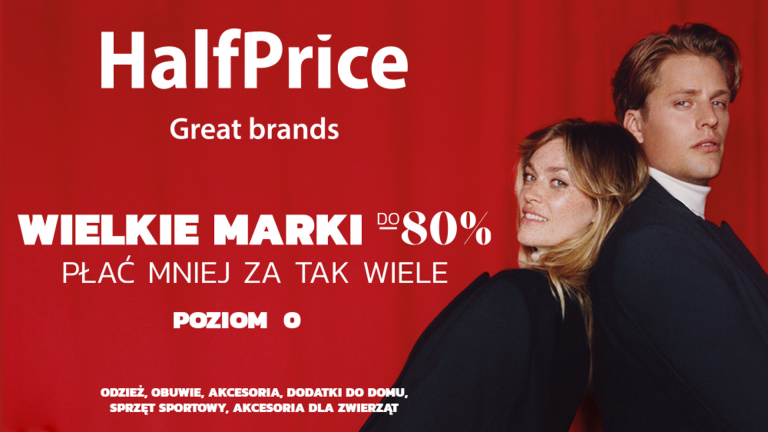 HalfPrice
Great brands
WIELKIE MARKI DO -80%
PŁAĆ MNIEJ ZA TAK WIELE
POZIOM 0
ODZIEŻ, OBUWIE, AKCESORIA, DODATKI DO DOMU,
SPRZĘT SPORTOWY, AKCESORIA DLA ZWIERZĄT